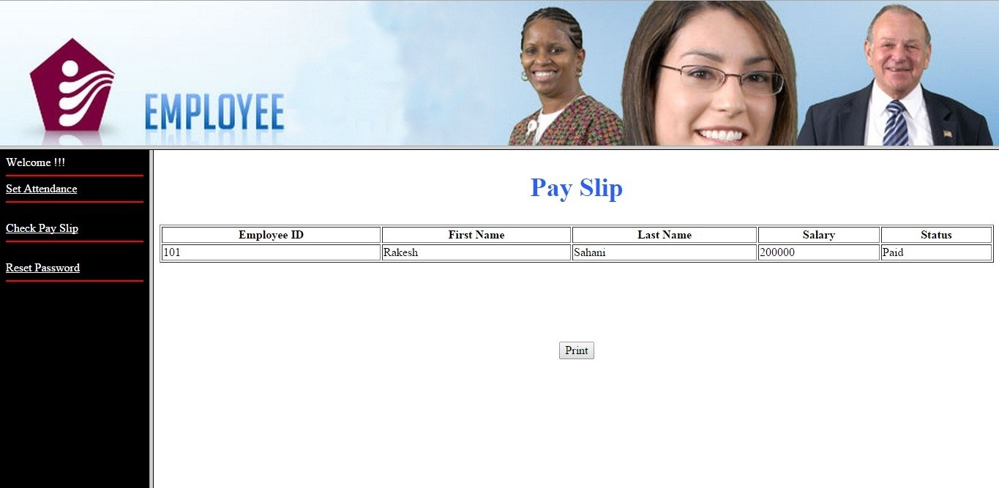 EMPLOYEE
Welcome !!!
Set Attendance
Check Pay Slip
Reset Password
Pay Slip
Employee ID First Name Last Name Salary Status
101 Rakesh Sahani 200000 Paid
Print